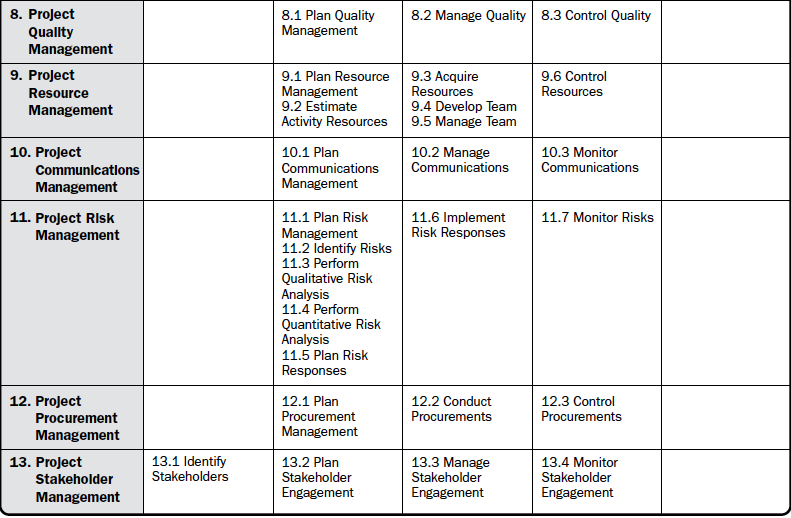 8. Project
Quality
Management
8.1 Plan Quality
Management
8.2 Manage Quality
8.3 Control Quality
9. Project
Resource
Management
9.1 Plan Resource
Management
9.2 Estimate
Activity Resources
9.3 Acquire
Resources
9.4 Develop Team
9.5 Manage Team
9.6 Control
Resources
10. Project
Communications
Management
10.1 Plan
Communications
Management
10.2 Manage
Communications
10.3 Monitor
Communications
11. Project Risk
Management
11.1 Plan Risk
Management
11.2 Identify Risks
11.3 Perform
Qualitative Risk
Analysis
11.4 Perform
Quantitative Risk
Analysis
11.5 Plan Risk
Responses
11.6 Implement
Risk Responses
11.7 Monitor Risks
12. Project
Procurement
Management
12.1 Plan
Procurement
Management
12.2 Conduct
Procurements
12.3 Control
Procurements
13. Project
Stakeholder
Management
13.1 Identify
Stakeholders
13.2 Plan
Stakeholder
Engagement
13.3 Manage
Stakeholder
Engagement
13.4 Monitor
Stakeholder
Engagement